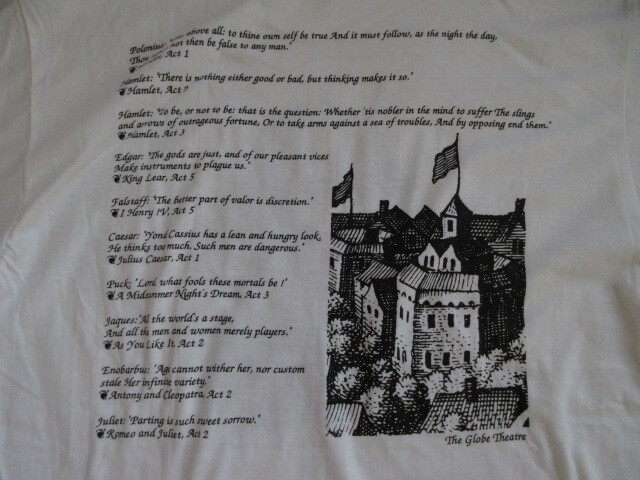 Polonius: above all: to thine own self be true And it must follow, as the night the day,
Thou not then be false to any man."
Act 1
Hamlet: "There is nothing either good or bad, but thinking makes it so."
Hamlet, Act 2
Hamlet: "To be, or not to be: that is the question: Whether 'tis nobler in the mind to suffer The slings
and arrows of outrageous fortune, Or to take arms against a sea of troubles, And by opposing end them."
Hamlet, Act 3
Edgar: "The gods are just, and of our pleasant vices
Make instruments to plague us."
King Lear, Act 5
Falstaff: "The better part of valor is discretion."
I Henry IV, Act 5
Caesar: "Yond Cassius has a lean and hungry look,
He thinks too much. Such men are dangerous."
Julius Caesar, Act 1
Puck: "Lord, what fools these mortals be!"
A Midsummer Night's Dream, Act 3
Jaques: "All the world's a stage,
And all the men and women merely players."
As You Like It, Act 2
Enobarbus: "Age cannot wither her, nor custom
stale Her infinite variety."
Antony and Cleopatra, Act 2
Juliet: "Parting is such sweet sorrow."
Romeo and Juliet, Act 2
The Globe Theatre